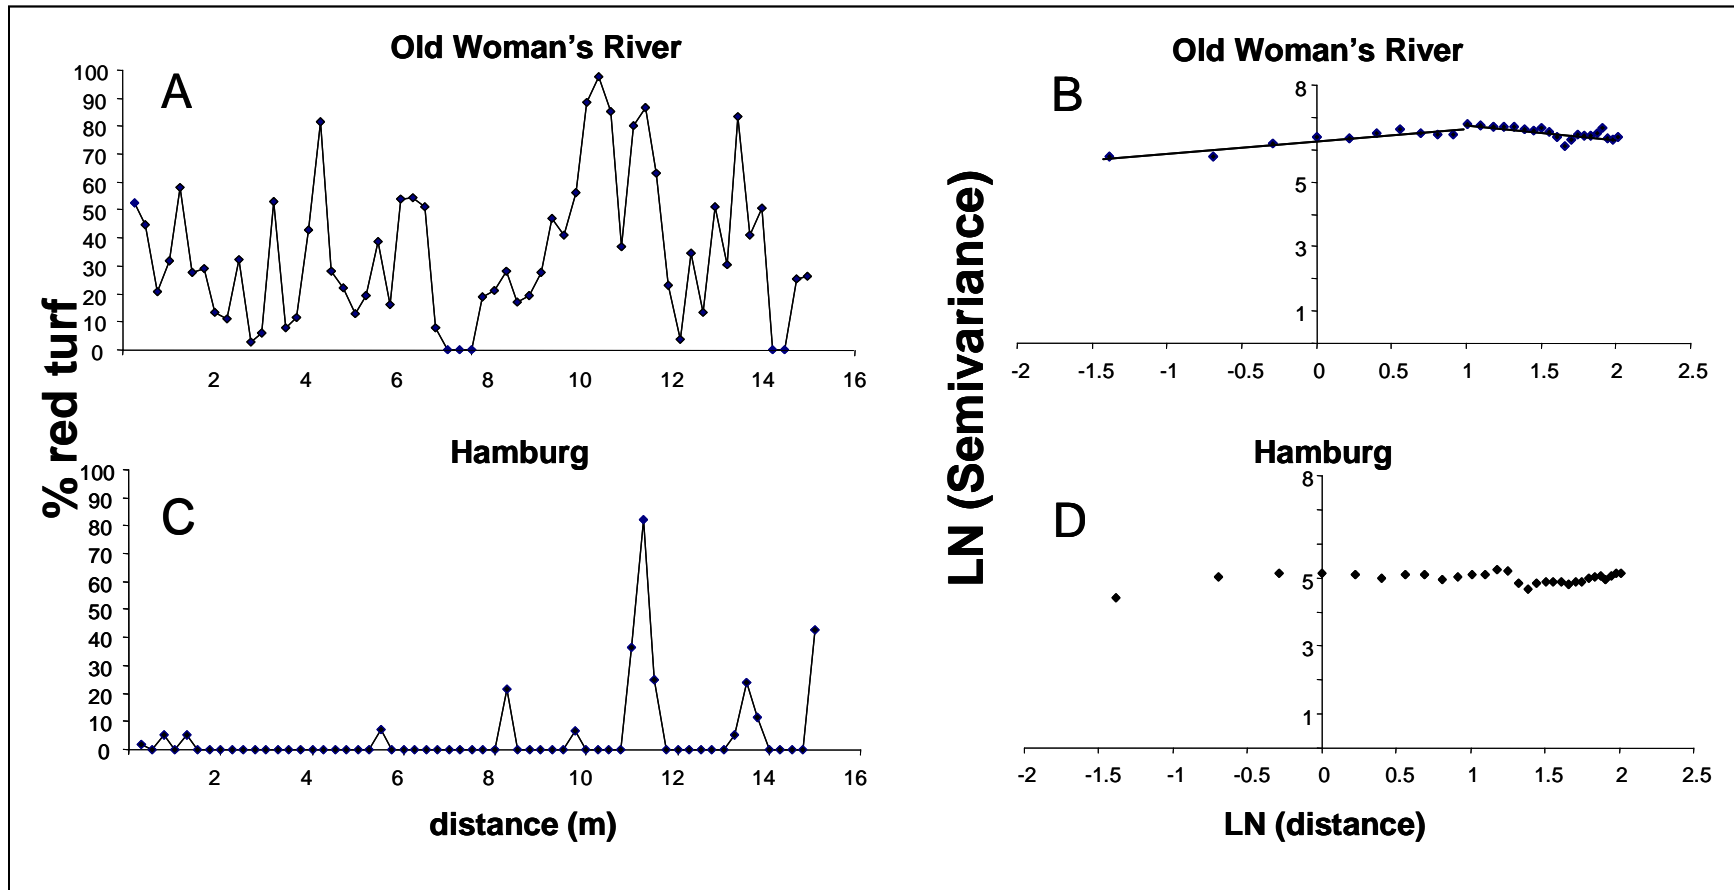 Old Woman's River
A
100
90
80
70
60
50
40
30
20
10
0
2 4 6 8 10 12 14 16
% red turf
Hamburg
C
100
90
80
70
60
50
40
30
20
10
0
2 4 6 8 10 12 14 16
distance (m)
Old Woman's River
B
8
5
3
1
-2 -1.5 -1 -0.5 0 0.5 1 1.5 2 2.5
LN (Semivariance)
Hamburg
D
8
5
3
1
-2 -1.5 -1 -0.5 0 0.5 1 1.5 2 2.5
LN (distance)